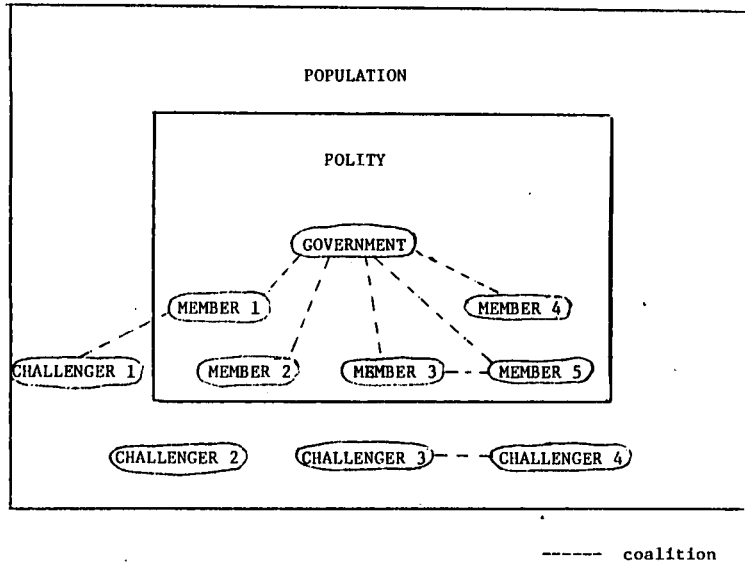 POPULATION
POLITY
GOVERNMENT
MEMBER 1
MEMBER 4
CHALLENGER 1
MEMBER 2
MEMBER 3
MEMBER 5
CHALLENGER 2
CHALLENGER 3
CHALLENGER 4
coalition